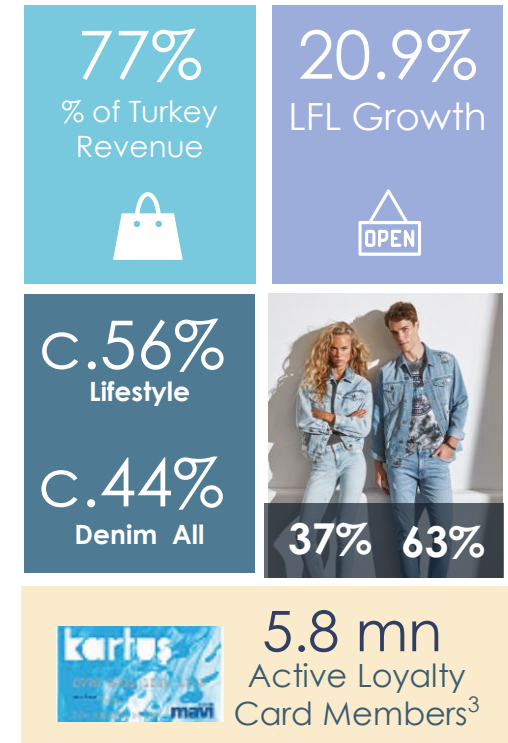 77%
% of Turkey
Revenue
20.9%
LFL Growth
OPEN
c.56%
Lifestyle
c.44%
Denim All
37% 63%
kartuş
mavi
5.8 mn
Active Loyalty
Card Members3